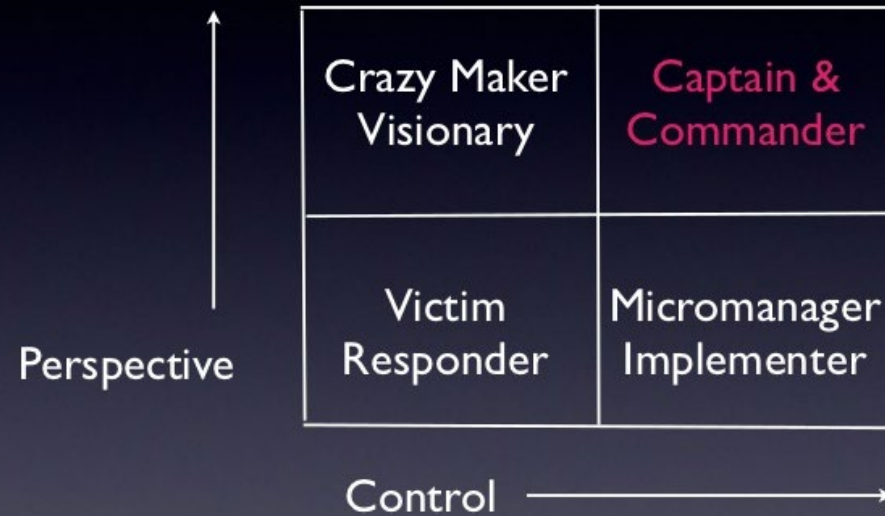 Crazy Maker
Visionary
Captain &
Commander
Victim
Responder
Micromanager
Implementer
Perspective
Control